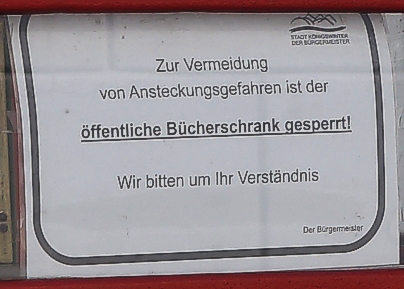 STADT KÖNIGSWINTER
DER BÜRGERMEISTER
Zur Vermeidung
von Ansteckungsgefahren ist der
öffentliche Bücherschrank gesperrt!
Wir bitten um Ihr Verständnis
Der Bürgermeister